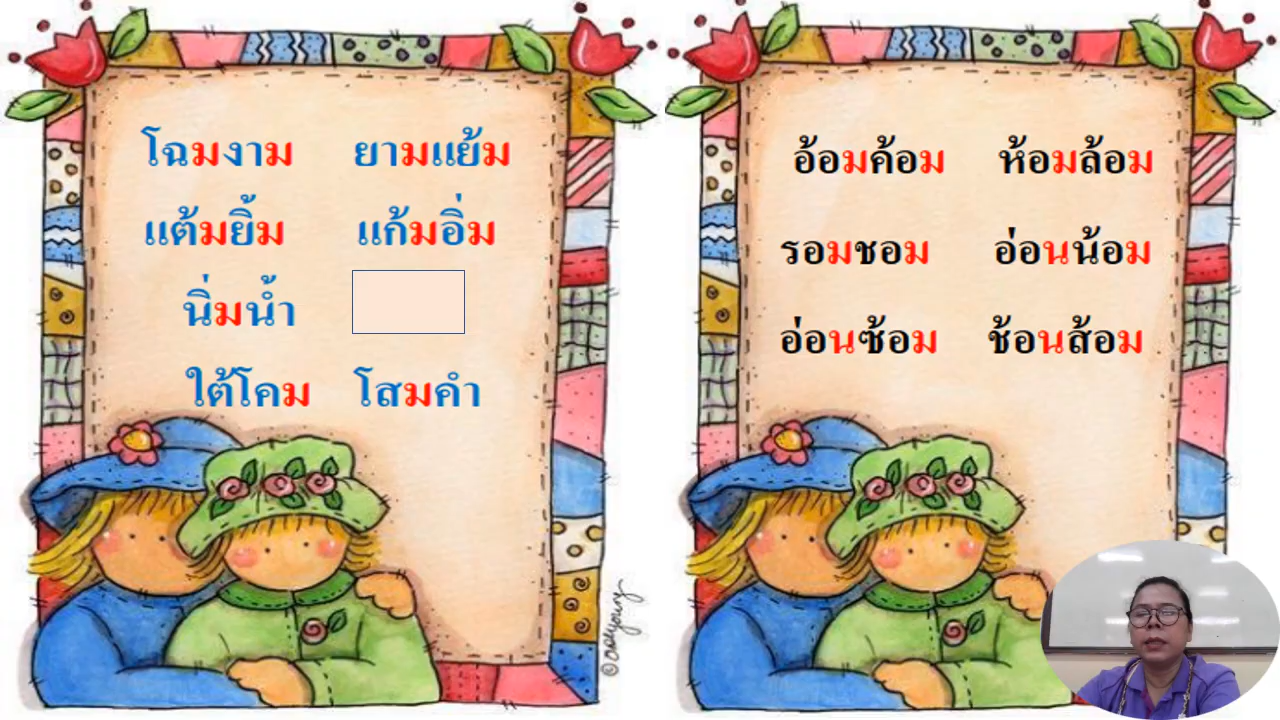 โฉมงาม ยามแย้ม
แต้มยิ้ม แก้มอิ่ม
นิ่มน้ำ
ใต้โคม โสมคำ
อ้อมค้อม ห้อมล้อม
รอมชอม อ่อนน้อม
อ่อนซ้อม ช้อนส้อม